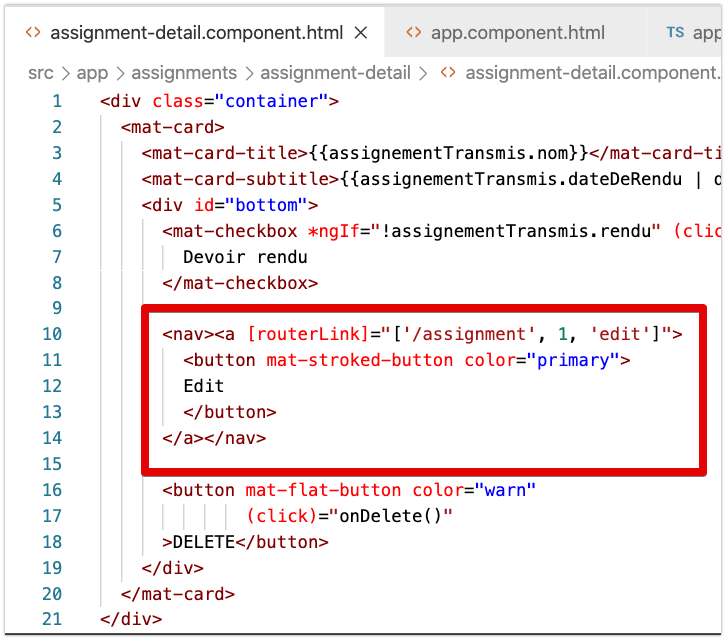 <> assignment-detail.component.html × <> app.component.html TS app
src > app > assignments > assignment-detail > <> assignment-detail.component.
1 <div class="container">
2 <mat-card>
3 <mat-card-title>{{assignementTransmis.nom}}</mat-card-ti
4 <mat-card-subtitle>{{assignementTransmis.dateDeRendu | d
5 <div id="bottom">
6 <mat-checkbox *ngIf="!assignementTransmis.rendu" (clic
7 Devoir rendu
8 </mat-checkbox>
9
10 <nav><a [routerLink]="['/assignment', 1, 'edit']">
11 <button mat-stroked-button color="primary">
12 Edit
13 </button>
14 </a></nav>
15
16 <button mat-flat-button color="warn"
17 (click)="onDelete()"
18 >DELETE</button>
19 </div>
20 </mat-card>
21 </div>